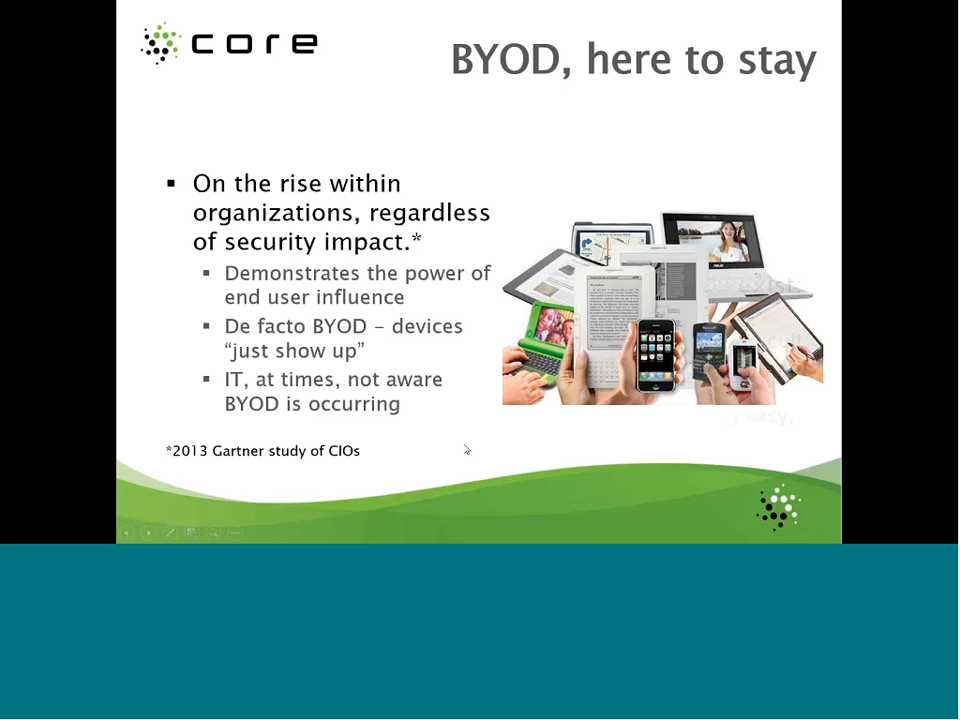 core
BYOD, here to stay
▪ On the rise within
organizations, regardless
of security impact.*
▪ Demonstrates the power of
end user influence
▪ De facto BYOD – devices
“just show up”
▪ IT, at times, not aware
BYOD is occurring
easy,
*2013 Gartner study of CIOs